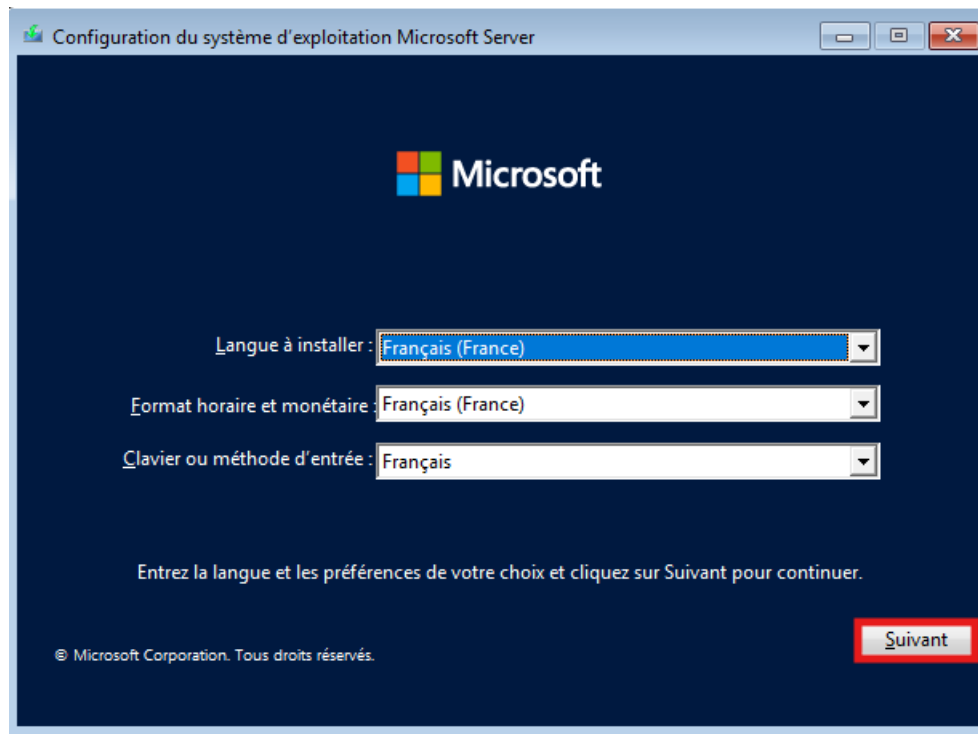 Configuration du système d'exploitation Microsoft Server
Microsoft
Langue à installer : Français (France)
Format horaire et monétaire : Français (France)
Clavier ou méthode d'entrée : Français
Entrez la langue et les préférences de votre choix et cliquez sur Suivant pour continuer.
Suivant
© Microsoft Corporation. Tous droits réservés.